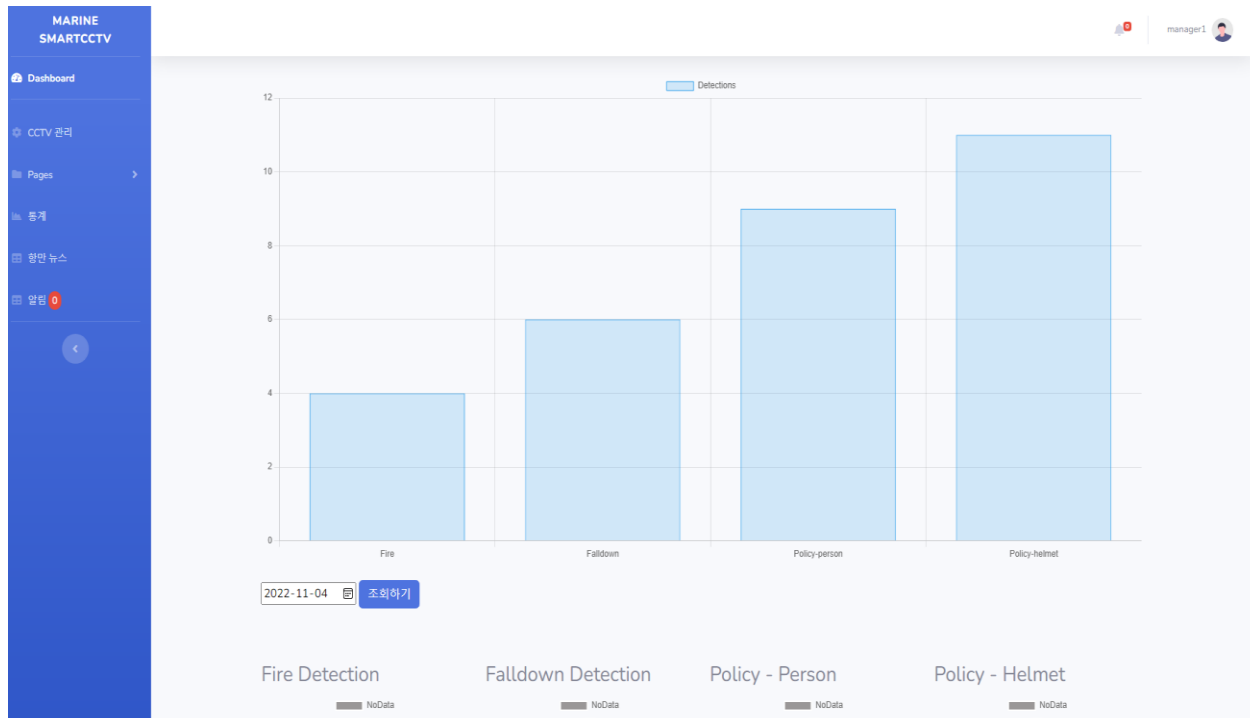 MARINE
SMARTCCTV
Dashboard
CCTV 관리
Pages
통계
항만 뉴스
알림 0
0
manager1
Detections
12
10
8
6
4
2
0
Fire Falldown Policy-person Policy-helmet
2022-11-04 조회하기
Fire Detection Falldown Detection Policy - Person Policy - Helmet
NoData NoData NoData NoData